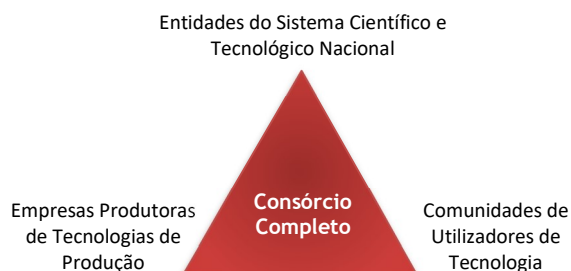 Entidades do Sistema Científico e
Tecnológico Nacional
Consórcio
Completo
Empresas Produtoras
de Tecnologias de
Produção
Comunidades de
Utilizadores de
Tecnologia